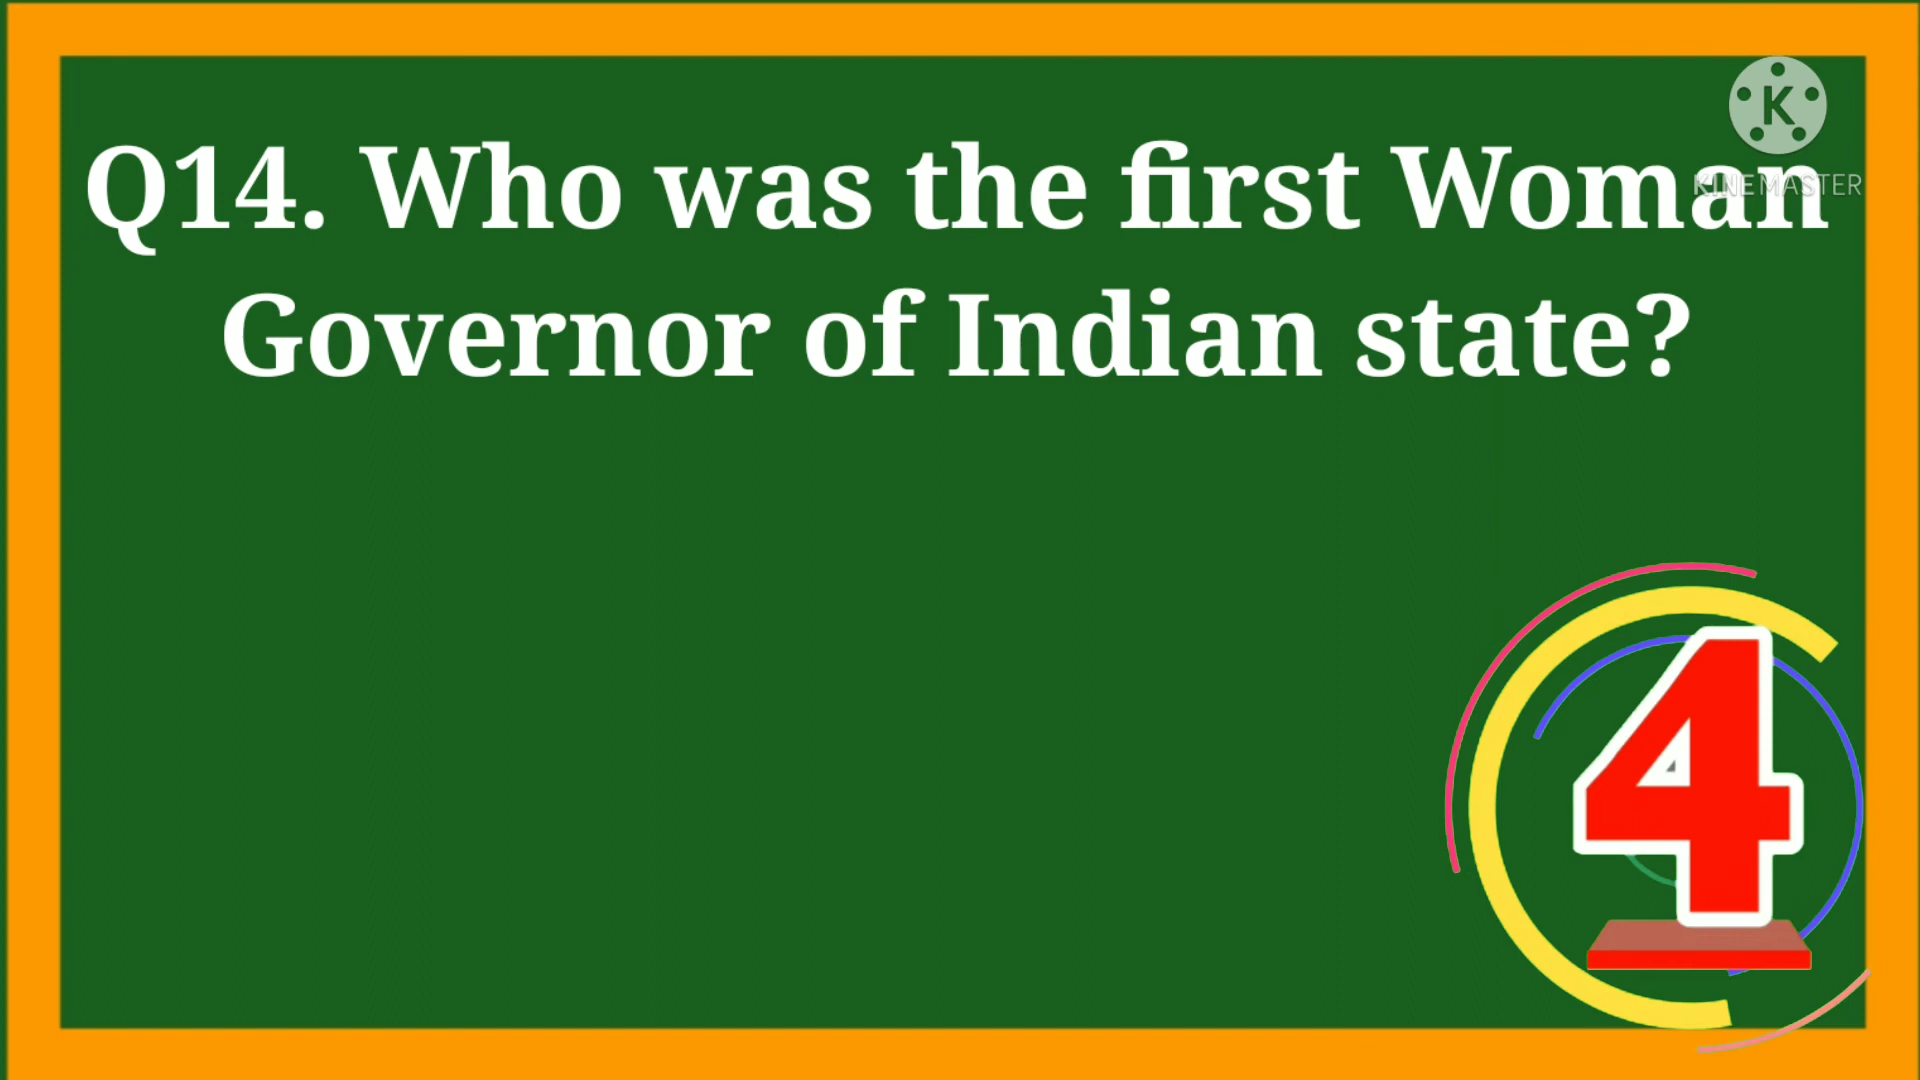 K
KINEMASTER
Q14. Who was the first Woman
Governor of Indian state?
4